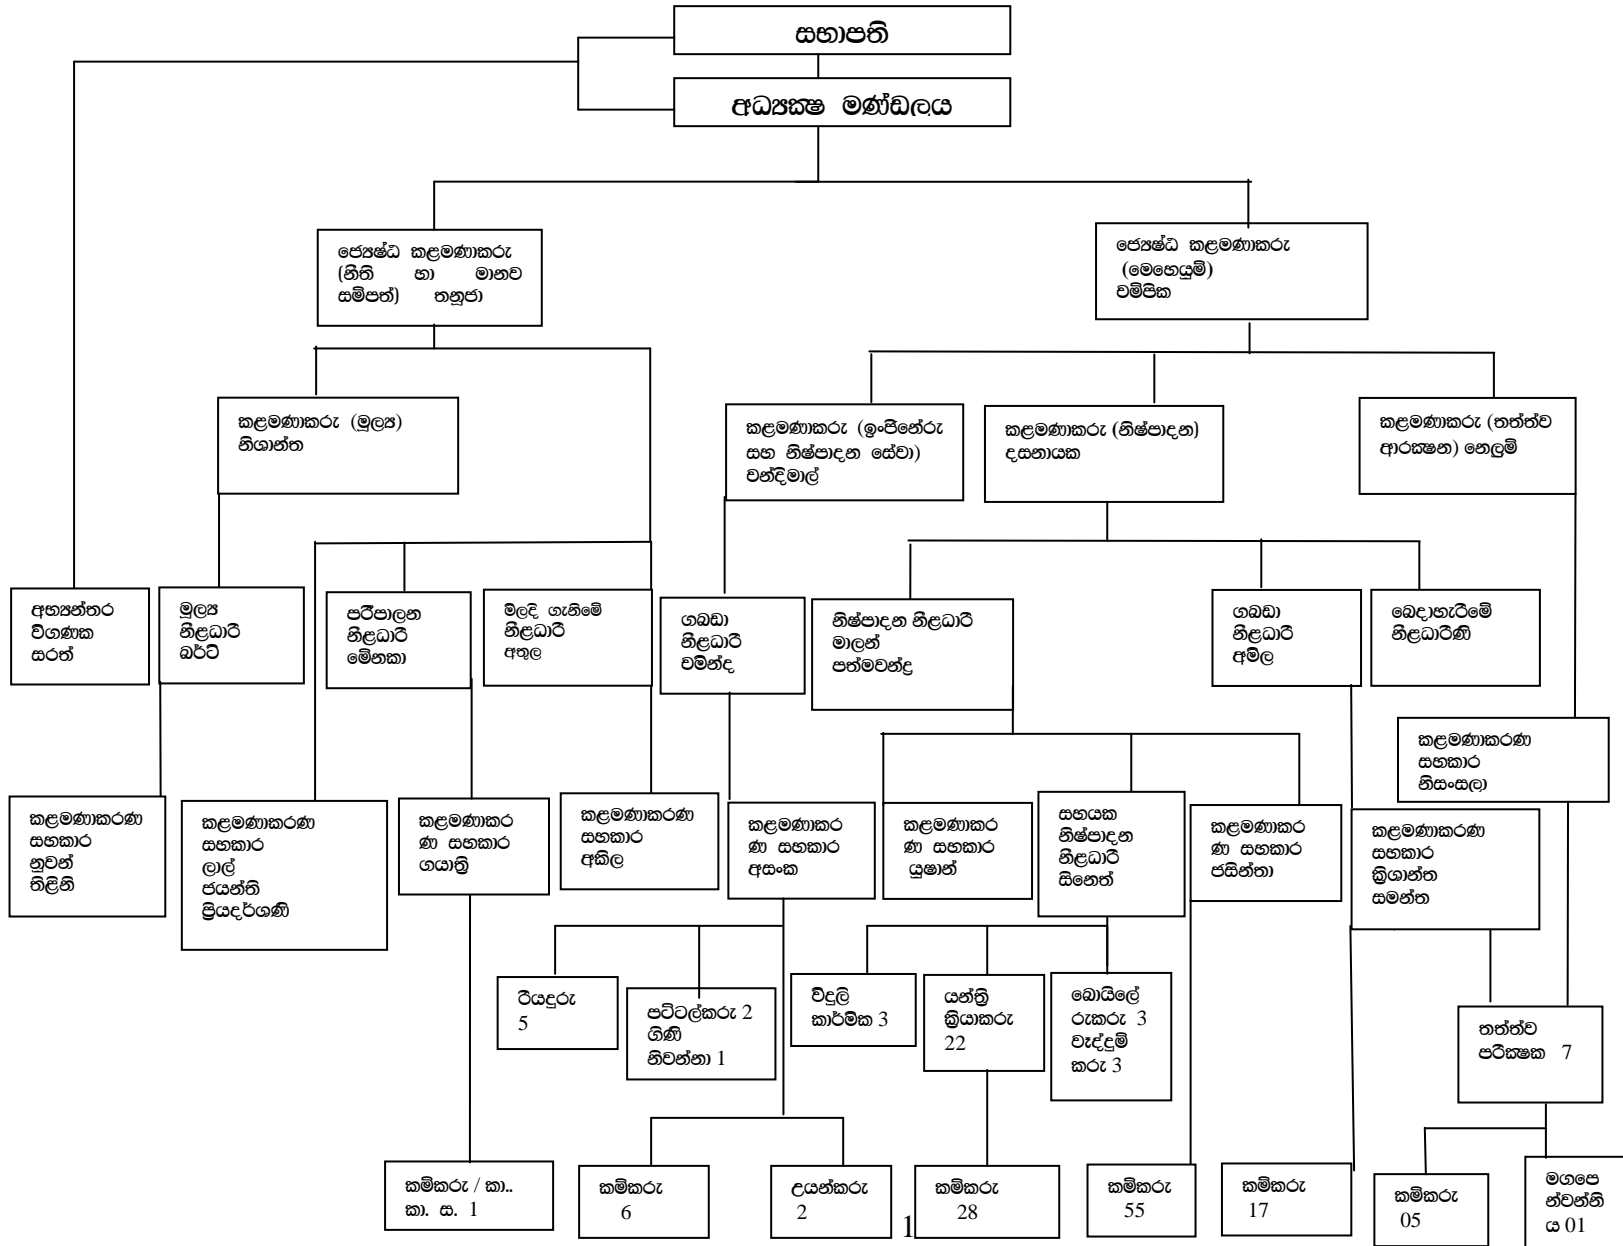 සභාපති
අධ්‍යක්ෂ මණ්ඩලය
ජ්‍යෙෂ්ඨ කළමණාකරු
(නීති හා මානව
සම්පත්) තනූජා
ජ්‍යෙෂ්ඨ කළමණාකරු
(මෙහෙයුම්)
චම්පික
කළමණාකරු (මූල්‍ය)
නිශාන්ත
කළමණාකරු (ඉංජිනේරු
සහ නිෂ්පාදන සේවා)
චන්දිමාල්
කළමණාකරු (නිෂ්පාදන)
දසනායක
කළමණාකරු (තත්ත්ව
ආරක්ෂන) නෙලුම්
අභ්‍යන්තර
විගණක
සරත්
මූල්‍ය
නිළධාරී
බර්ටි
පරිපාලන
නිළධාරී
මේනකා
මලදි ගැනිමේ
නිළධාරී
අතුල
ගබඩා
නිළධාරී
චමින්ද
නිෂ්පාදන නිළධාරී
මාලන්
පත්මචන්ද්‍ර
ගබඩා
නිළධාරී
අමිල
බෙදාහැරීමේ
නිළධාරීණි
කළමණාකරණ
සහකාර
නිසංසලා
කළමණාකරණ
සහකාර
නුවන්
තිළිනි
කළමණාකරණ
සහකාර
ලාල්
ජයන්ති
ප්‍රියදර්ශණි
කළමණාකර
ණ සහකාර
ගයාත්‍රි
කළමණාකරණ
සහකාර
අකිල
කළමණාකර
ණ සහකාර
අසංක
කළමණාකර
ණ සහකාර
යුෂාන්
සහයක
නිෂ්පාදන
නිළධාරී
සිනෙත්
කළමණාකර
ණ සහකාර
ජසින්තා
කළමණාකරණ
සහකාර
ක්‍රිශාන්ත
සමන්ත
රියදුරු
5
පට්ටල්කරු 2
ගිණි
නිවන්නා 1
විදුලි
කාර්මික 3
යන්ත්‍ර
ක්‍රියාකරු
22
බොයිලේ
රුකරු 3
වැද්දුම්
කරු 3
තත්ත්ව
පරීක්ෂක 7
කම්කරු / කා..
කා. ස. 1
කම්කරු
6
උයන්කරු
2
කම්කරු
28
කම්කරු
55
කම්කරු
17
කම්කරු
05
මගපෙ
න්වන්නි
ය 01
1